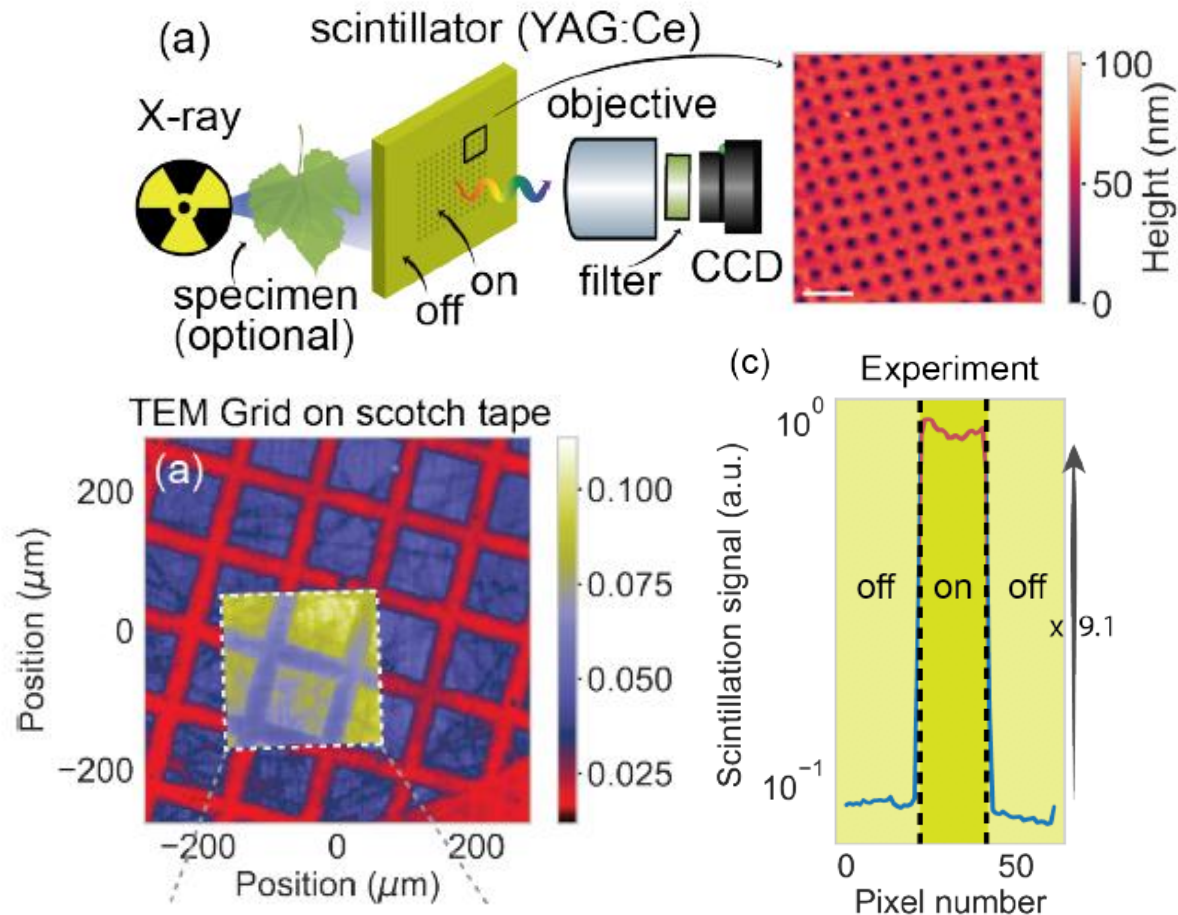 (a)
scintillator (YAG:Ce)
X-ray
objective
specimen
(optional)
off
on
filter
CCD
100
50
0
Height (nm)
TEM Grid on scotch tape
(a)
200
0
−200
Position (μm)
−200
0
200
Position (μm)
0.100
0.075
0.050
0.025
(c)
Experiment
10⁰
10⁻¹
Scintillation signal (a.u.)
off
on
off
x 9.1
0
50
Pixel number